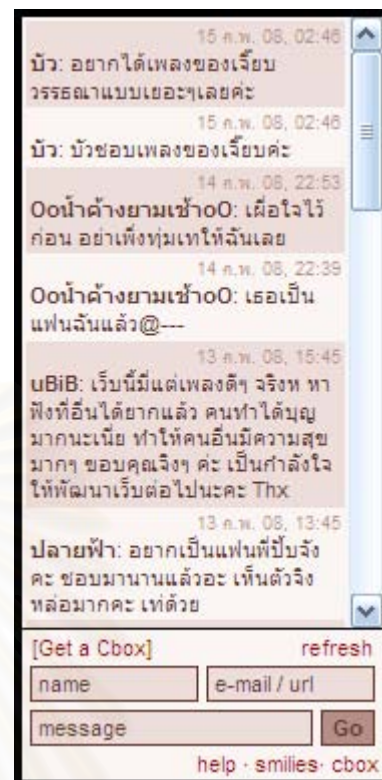 15 ก.พ. 08, 02:46
บัว: อยากได้เพลงของเจี๊ยบ
วรรธณาแบบเยอะๆเลยค่ะ
15 ก.พ. 08, 02:46
บัว: บัวชอบเพลงของเจี๊ยบค่ะ
14 ก.พ. 08, 22:53
Ooน้ำค้างยามเช้าoO: เผื่อใจไว้
ก่อน อย่าเพิ่งทุ่มเทให้ฉันเลย
14 ก.พ. 08, 22:39
Ooน้ำค้างยามเช้าoO: เธอเป็น
แฟนฉันแล้ว@---
13 ก.พ. 08, 15:45
uBiB: เว็บนี้มีแต่เพลงดีๆ จริงห หา
ฟังที่อื่นได้ยากแล้ว คนทำได้บุญ
มากนะเนี่ย ทำให้คนอื่นมีความสุข
มากๆ ขอบคุณจิงๆ ค่ะ เป็นกำลังใจ
ให้พัฒนาเว็บต่อไปนะคะ Thx
13 ก.พ. 08, 13:45
ปลายฟ้า: อยากเป็นแฟนพี่ปั๊บจัง
คะ ชอบมานานแล้วอะ เห็นตัวจิง
หล่อมากคะ เท่ด้วย
[Get a Cbox] refresh
name e-mail / url
message Go
help · smilies · cbox